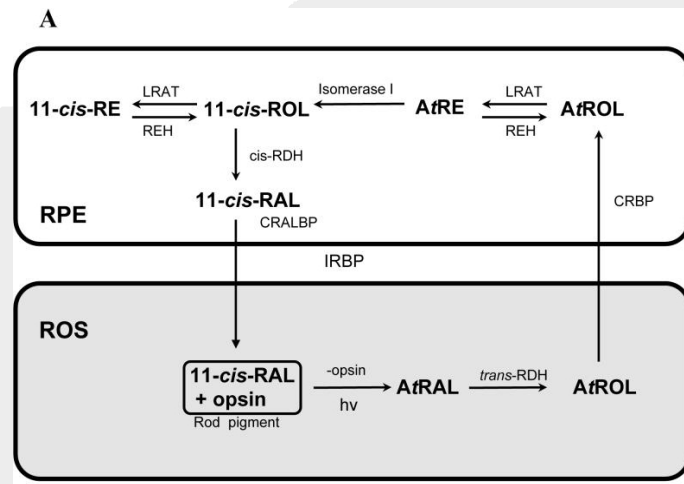 A
LRAT Isomerase I LRAT
11-cis-RE 11-cis-ROL AtRE AtROL
REH REH
cis-RDH
11-cis-RAL
RPE CRALBP CRBP
IRBP
ROS
11-cis-RAL -opsin trans-RDH
+ opsin hv AtRAL AtROL
Rod pigment